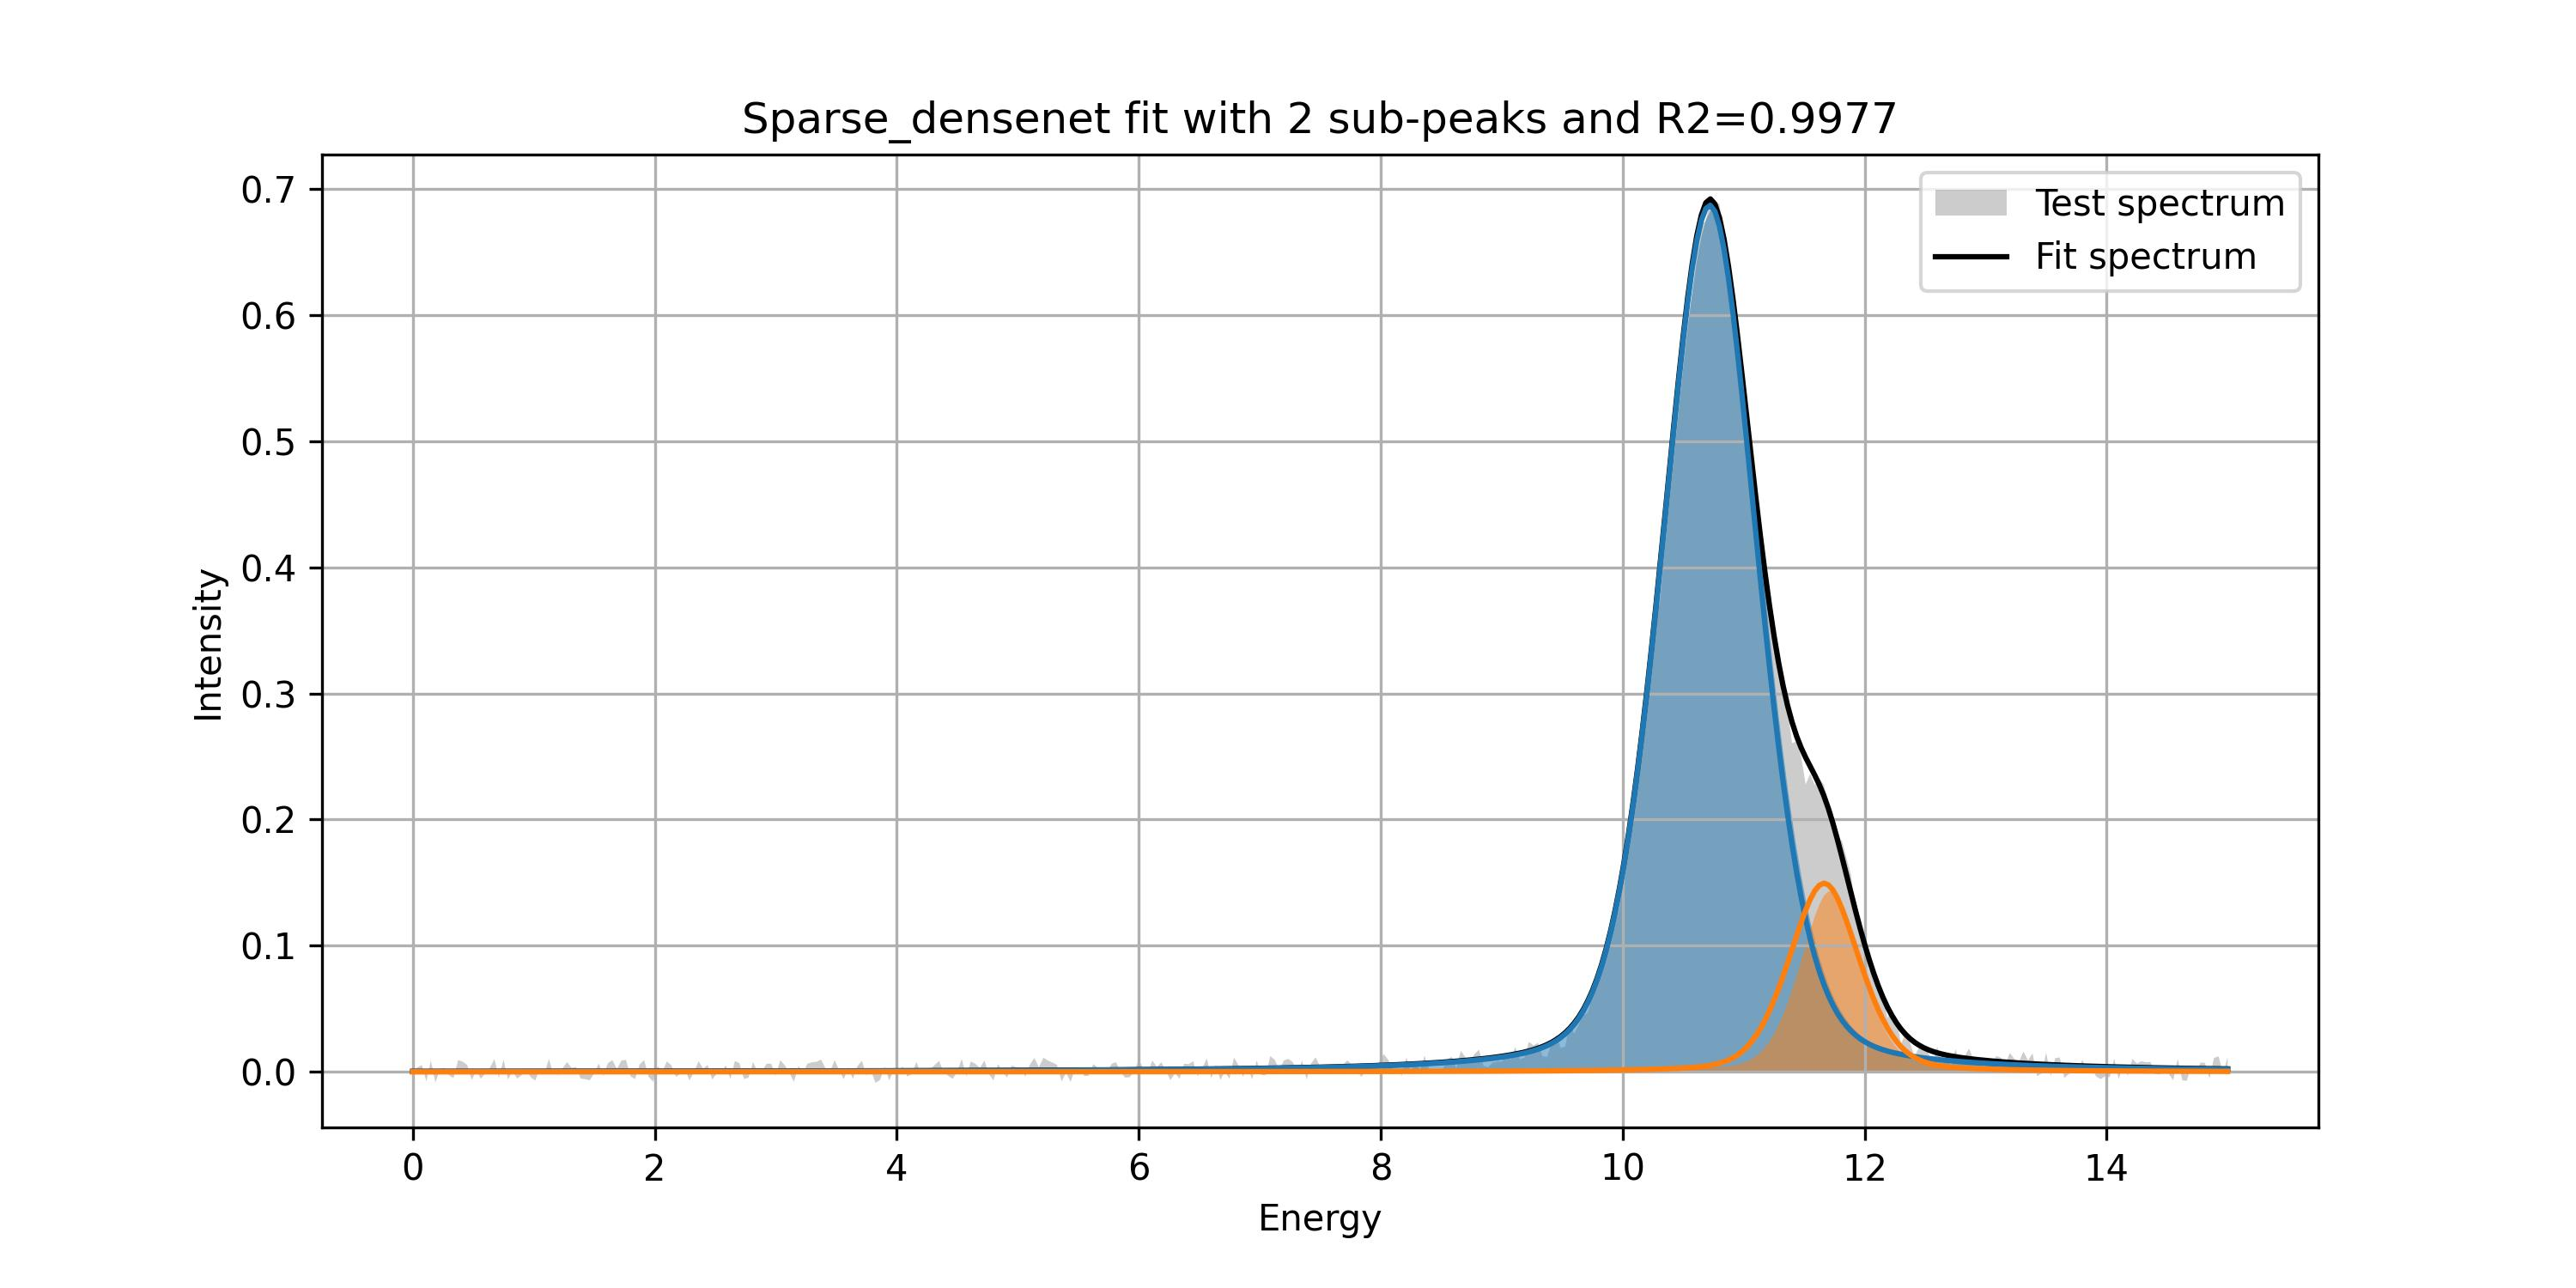 Sparse_densenet fit with 2 sub-peaks and R2=0.9977
Test spectrum
Fit spectrum
0.7
0.6
0.5
0.4
0.3
0.2
0.1
0.0
Intensity
0 2 4 6 8 10 12 14
Energy